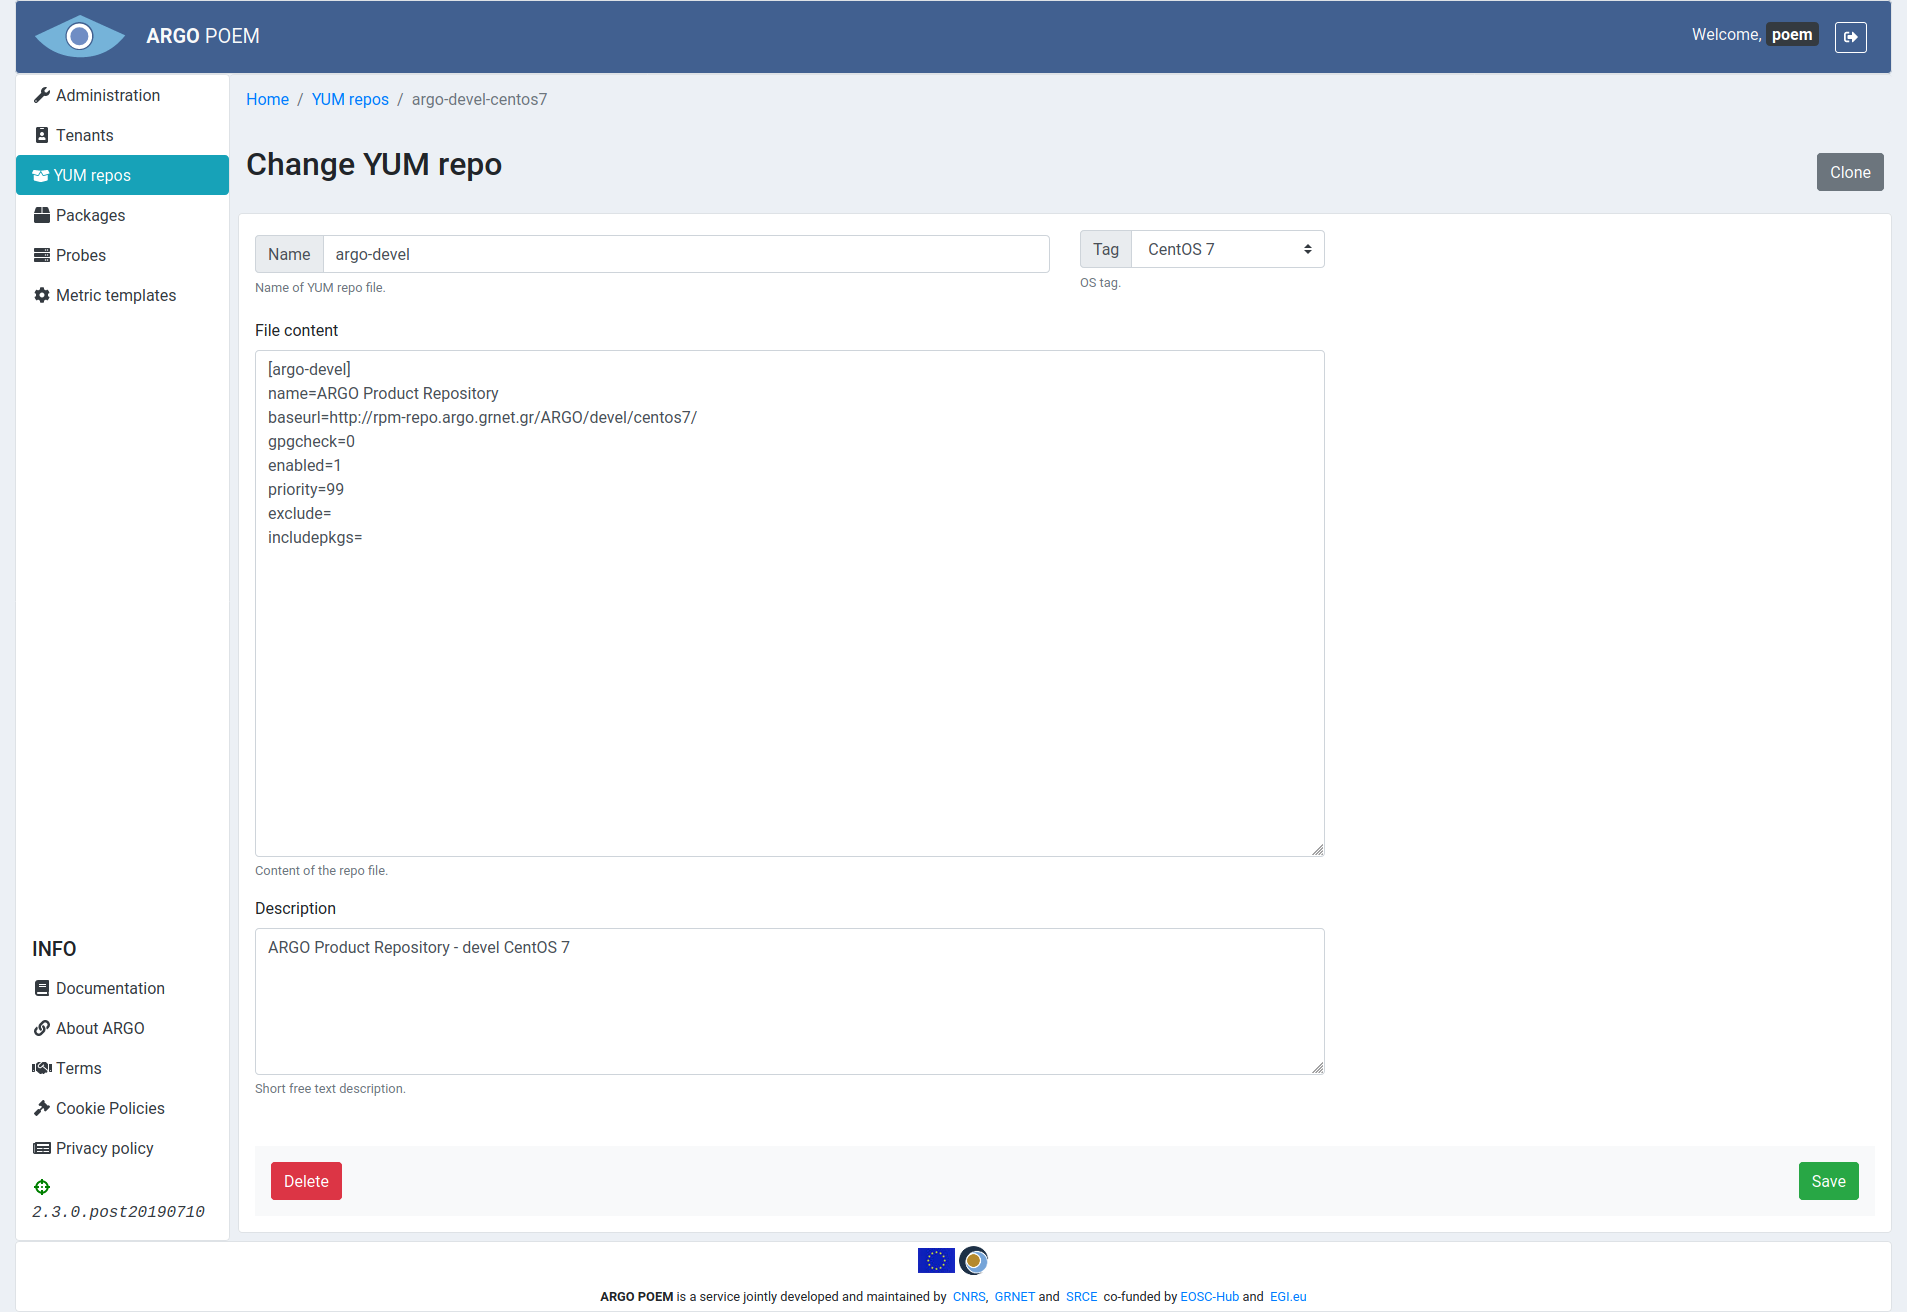 ARGO POEM
Welcome, poem
Administration
Tenants
YUM repos
Packages
Probes
Metric templates
INFO
Documentation
About ARGO
Terms
Cookie Policies
Privacy policy
2.3.0.post20190710
Home / YUM repos / argo-devel-centos7
Change YUM repo
Clone
Name argo-devel
Name of YUM repo file.
Tag CentOS 7
OS tag.
File content
[argo-devel]
name=ARGO Product Repository
baseurl=http://rpm-repo.argo.grnet.gr/ARGO/devel/centos7/
gpgcheck=0
enabled=1
priority=99
exclude=
includepkgs=
Content of the repo file.
Description
ARGO Product Repository - devel CentOS 7
Short free text description.
Delete
Save
ARGO POEM is a service jointly developed and maintained by CNRS, GRNET and SRCE co-funded by EOSC-Hub and EGI.eu